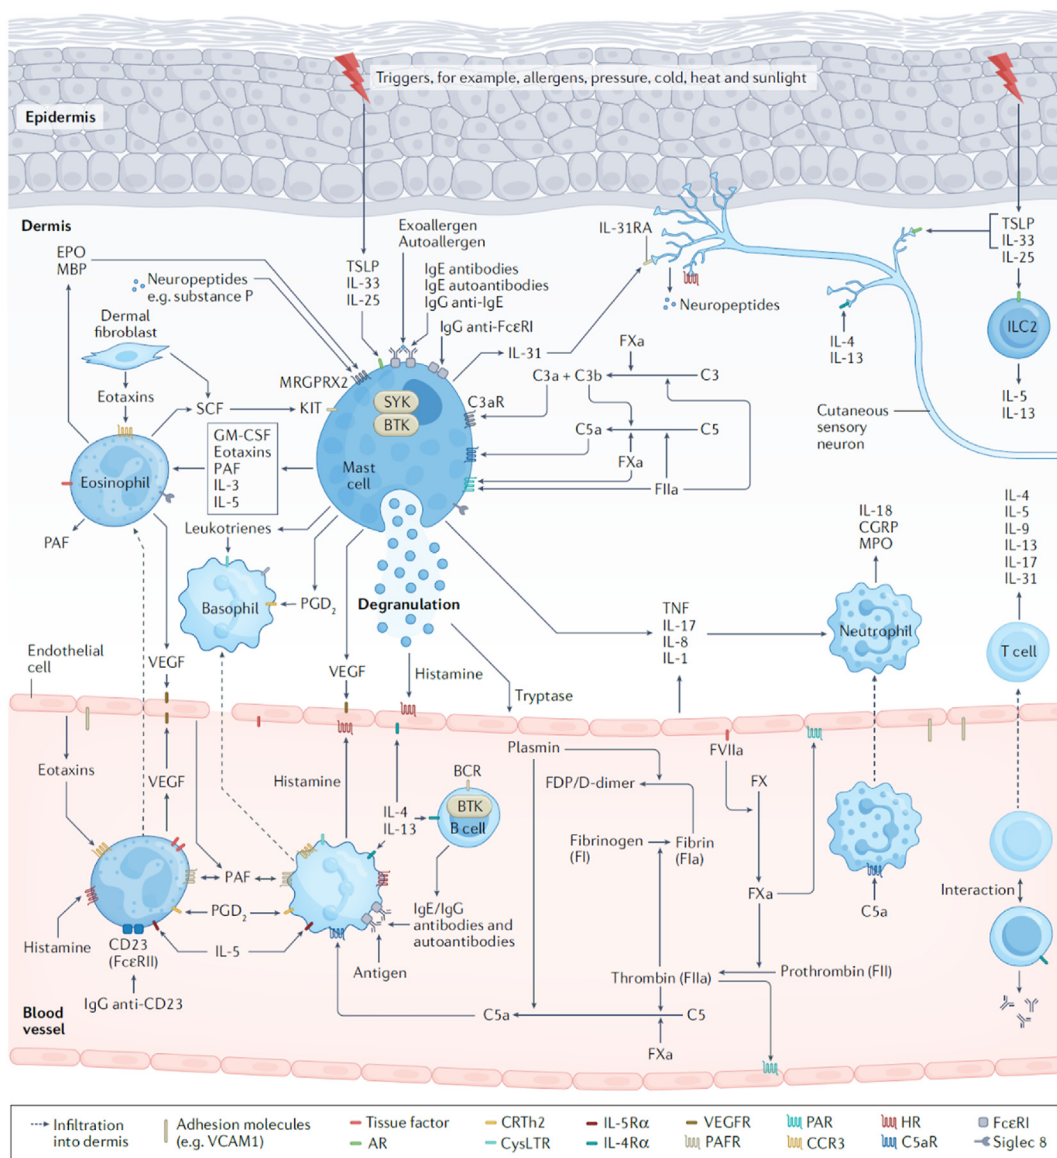 Triggers, for example, allergens, pressure, cold, heat and sunlight
Epidermis
Dermis
EPO
MBP
Neuropeptides
e.g. substance P
Dermal
fibroblast
Eotaxins
SCF
KIT
MRGPRX2
TSLP
IL-33
IL-25
Exoallergen
Autoallergen
IgE antibodies
IgE autoantibodies
IgG anti-IgE
IgG anti-FcεRI
IL-31
IL-31RA
Neuropeptides
FXa
C3a + C3b
C3
C3aR
C5a
C5
FXa
FIIa
SYK
BTK
Mast
cell
TSLP
IL-33
IL-25
ILC2
IL-5
IL-13
IL-4
IL-13
Cutaneous
sensory
neuron
GM-CSF
Eotaxins
PAF
IL-3
IL-5
Eosinophil
PAF
Leukotrienes
Basophil
PGD₂
Degranulation
VEGF
VEGF
Histamine
Tryptase
TNF
IL-17
IL-8
IL-1
IL-18
CGRP
MPO
Neutrophil
IL-4
IL-5
IL-9
IL-13
IL-17
IL-31
T cell
Endothelial
cell
Eotaxins
VEGF
Histamine
IL-4
IL-13
BCR
BTK
B cell
Plasmin
FDP/D-dimer
Fibrinogen
(FI)
Fibrin
(FIa)
FVIIa
FX
FXa
Prothrombin (FII)
Thrombin (FIIa)
C5a
C5
FXa
C5a
Interaction
PAF
PGD₂
IL-5
Histamine
CD23
(FcεRII)
IgG anti-CD23
IgE/IgG
antibodies and
autoantibodies
Antigen
Blood
vessel
Infiltration
into dermis
Adhesion molecules
(e.g. VCAM1)
Tissue factor
AR
CRTh2
CysLTR
IL-5Rα
IL-4Rα
VEGFR
PAFR
PAR
CCR3
HR
C5aR
FcεRI
Siglec 8